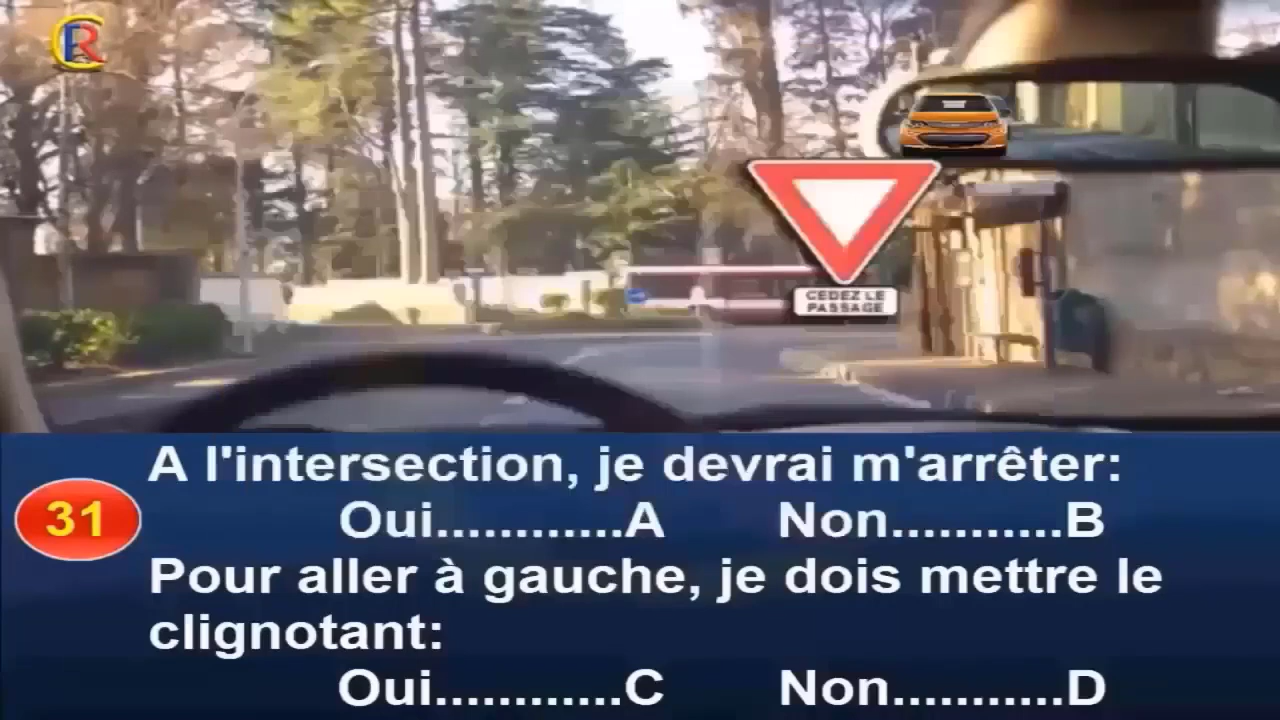 CR
CEDEZ LE
PASSAGE
A l'intersection, je devrai m'arrêter:
31
Oui............A Non...........B
Pour aller à gauche, je dois mettre le
clignotant:
Oui............C Non...........D